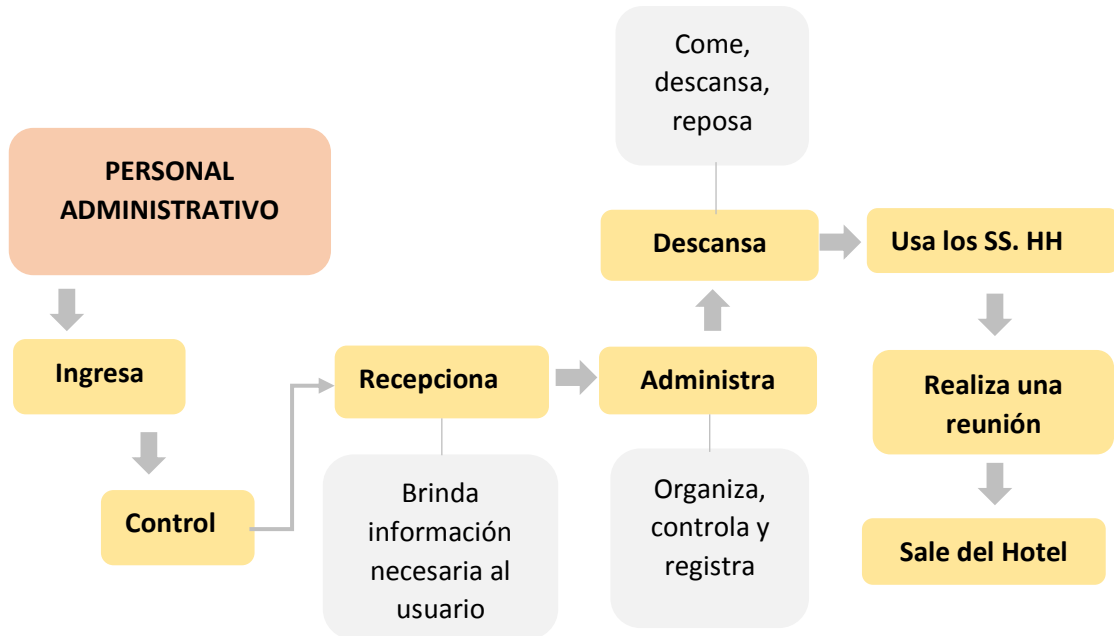 PERSONAL
ADMINISTRATIVO
Ingresa
Control
Recepciona
Brinda
información
necesaria al
usuario
Administra
Organiza,
controla y
registra
Descansa
Come,
descansa,
reposa
Usa los SS. HH
Realiza una
reunión
Sale del Hotel